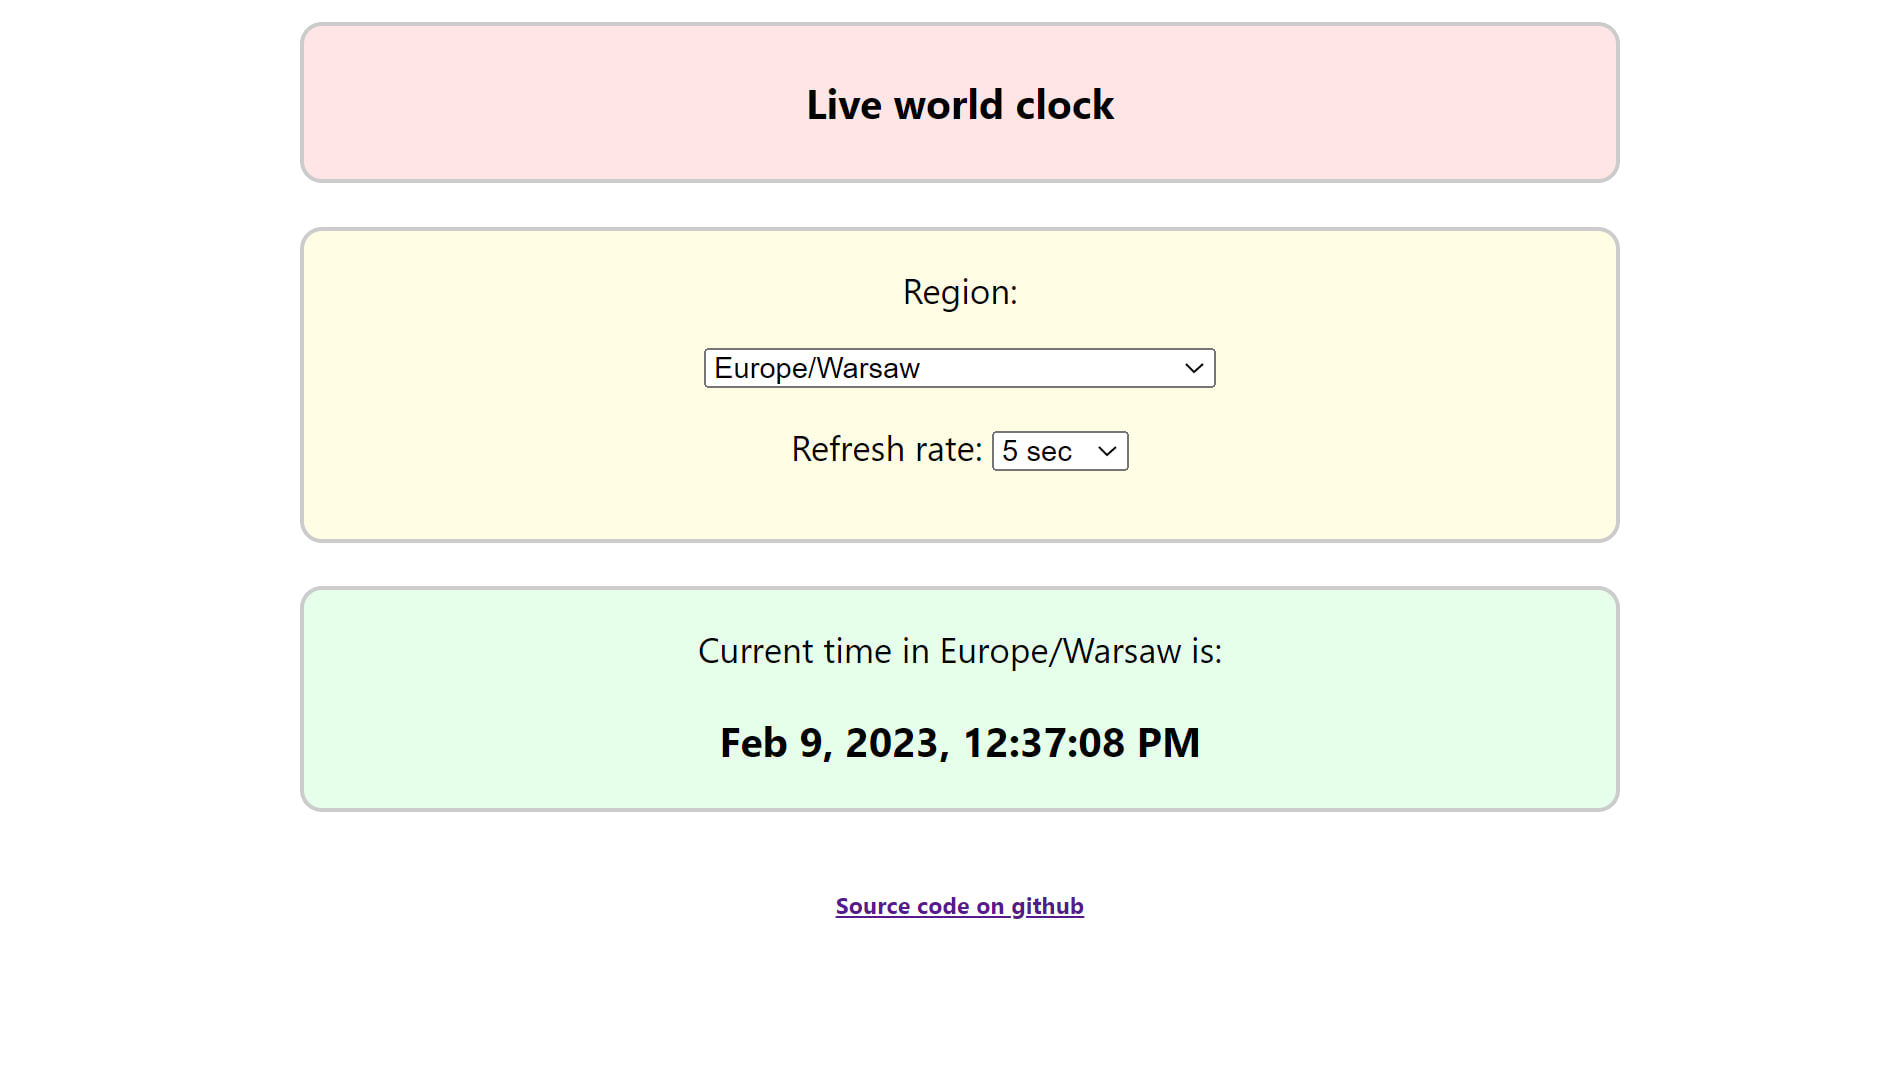 Live world clock
Region:
Europe/Warsaw
Refresh rate: 5 sec
Current time in Europe/Warsaw is:
Feb 9, 2023, 12:37:08 PM
Source code on github